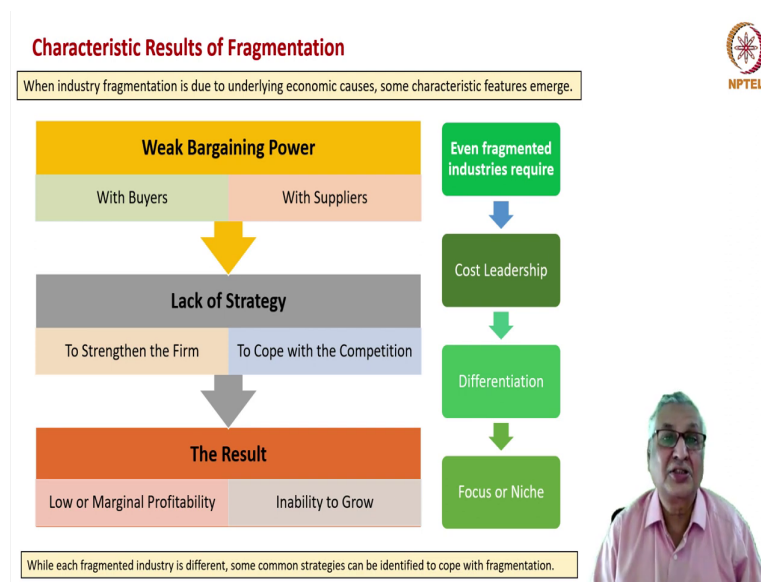 Characteristic Results of Fragmentation
NPTEL
When industry fragmentation is due to underlying economic causes, some characteristic features emerge.
Weak Bargaining Power
With Buyers
With Suppliers
Lack of Strategy
To Strengthen the Firm
To Cope with the Competition
The Result
Low or Marginal Profitability
Inability to Grow
Even fragmented
industries require
Cost Leadership
Differentiation
Focus or Niche
While each fragmented industry is different, some common strategies can be identified to cope with fragmentation.